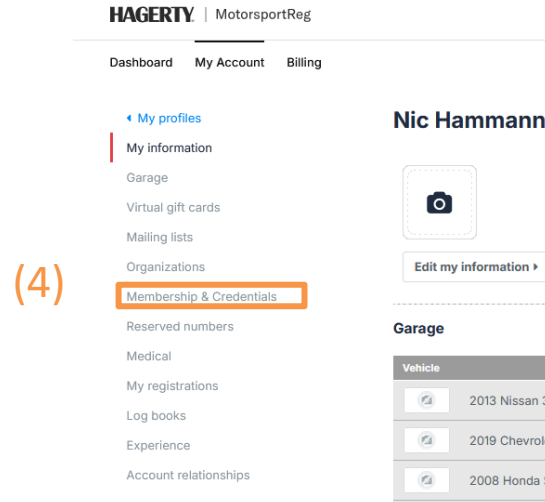 HAGERTY. | MotorsportReg
Dashboard My Account Billing
My profiles
My information
Garage
Virtual gift cards
Mailing lists
Organizations
(4)
Membership & Credentials
Reserved numbers
Medical
My registrations
Log books
Experience
Account relationships
Nic Hammann
Edit my information
Garage
Vehicle
2013 Nissan
2019 Chevrol
2008 Honda